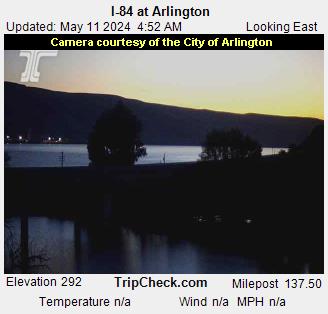 I-84 at Arlington
Updated: May 11 2024 4:52 AM Looking East
Camera courtesy of the City of Arlington
Elevation 292 TripCheck.com Milepost 137.50
Temperature n/a Wind n/a MPH n/a